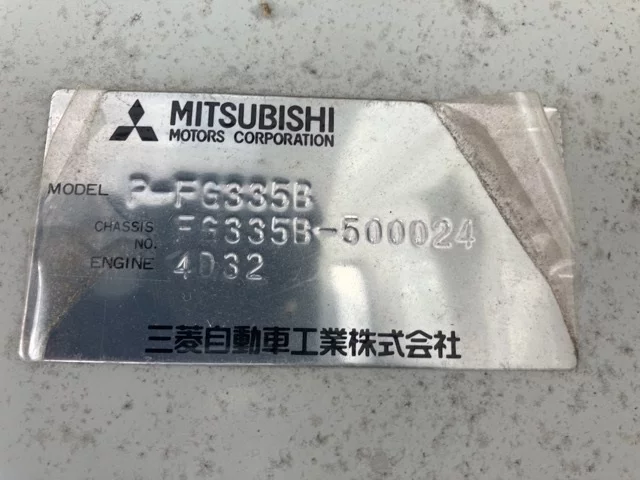 MITSUBISHI
MOTORS CORPORATION
MODEL P-FG335B
CHASSIS NO. FG335B-500024
ENGINE 4D32
三菱自動車工業株式会社